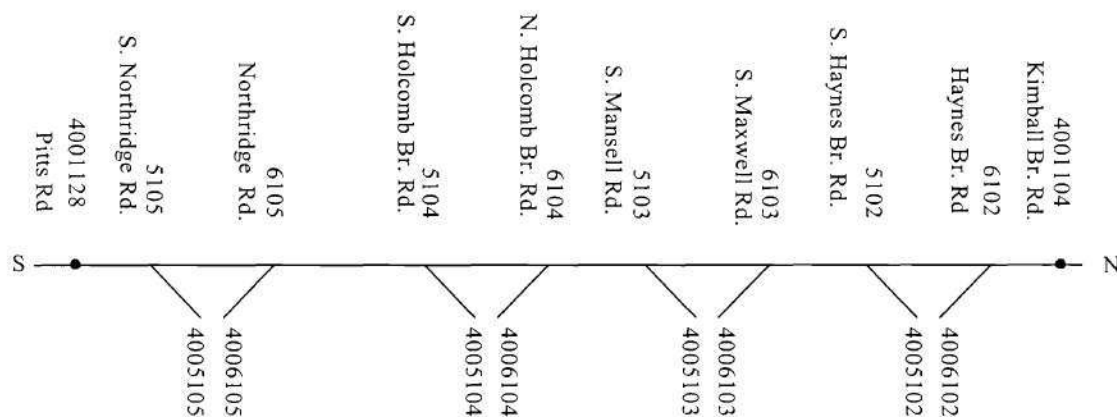 4001128
Pitts Rd
5105
S. Northridge Rd.
6105
Northridge Rd.
5104
S. Holcomb Br. Rd.
6104
N. Holcomb Br. Rd.
5103
S. Mansell Rd.
6103
S. Maxwell Rd.
5102
S. Haynes Br. Rd.
6102
Haynes Br. Rd
4001104
Kimball Br. Rd.
S
N
4005105
4006105
4005104
4006104
4005103
4006103
4005102
4006102